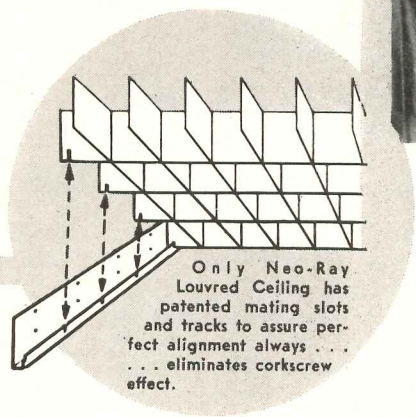 Only Neo-Ray
Louvred Ceiling has
patented mating slots
and tracks to assure per-
fect alignment always . . .
. . . eliminates corkscrew
effect.